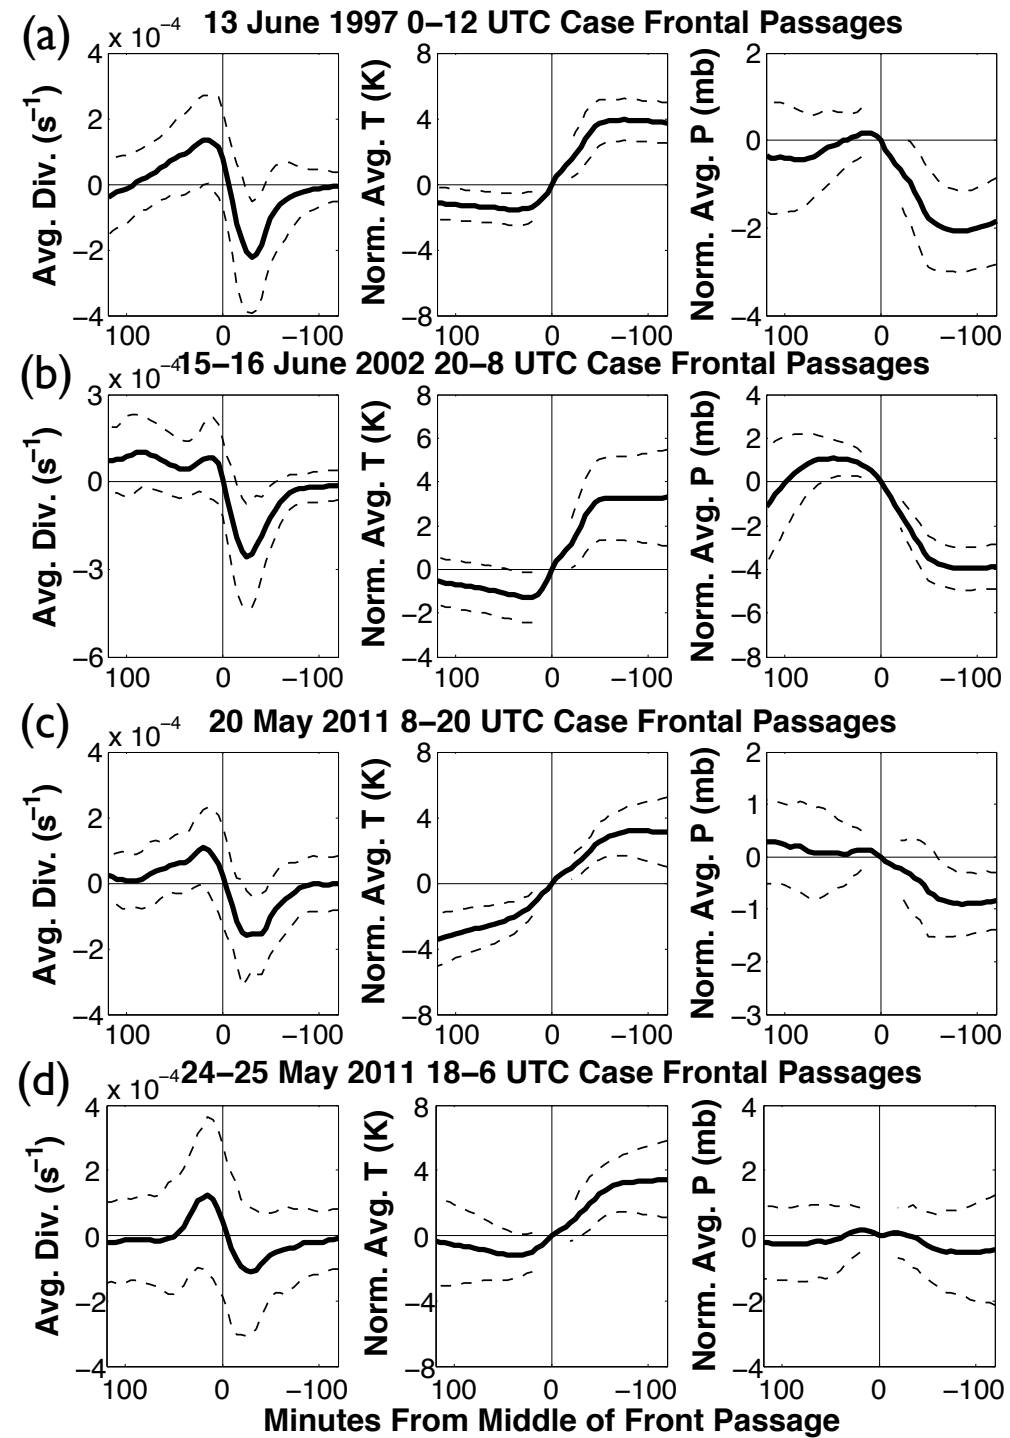 (a) x 10⁻⁴ 13 June 1997 0−12 UTC Case Frontal Passages
Avg. Div. (s⁻¹)
4
2
0
−2
−4
100 0 −100
Norm. Avg. T (K)
8
4
0
−4
−8
100 0 −100
Norm. Avg. P (mb)
2
0
−2
−4
100 0 −100
(b) x 10⁻⁴ 15−16 June 2002 20−8 UTC Case Frontal Passages
Avg. Div. (s⁻¹)
3
0
−3
−6
100 0 −100
Norm. Avg. T (K)
8
6
4
2
0
−2
−4
100 0 −100
Norm. Avg. P (mb)
4
2
0
−2
−4
−6
−8
100 0 −100
(c) x 10⁻⁴ 20 May 2011 8−20 UTC Case Frontal Passages
Avg. Div. (s⁻¹)
4
2
0
−2
−4
100 0 −100
Norm. Avg. T (K)
8
4
0
−4
−8
100 0 −100
Norm. Avg. P (mb)
2
1
0
−1
−2
−3
100 0 −100
(d) x 10⁻⁴ 24−25 May 2011 18−6 UTC Case Frontal Passages
Avg. Div. (s⁻¹)
4
2
0
−2
−4
100 0 −100
Norm. Avg. T (K)
8
4
0
−4
−8
100 0 −100
Norm. Avg. P (mb)
4
2
0
−2
−4
100 0 −100
Minutes From Middle of Front Passage